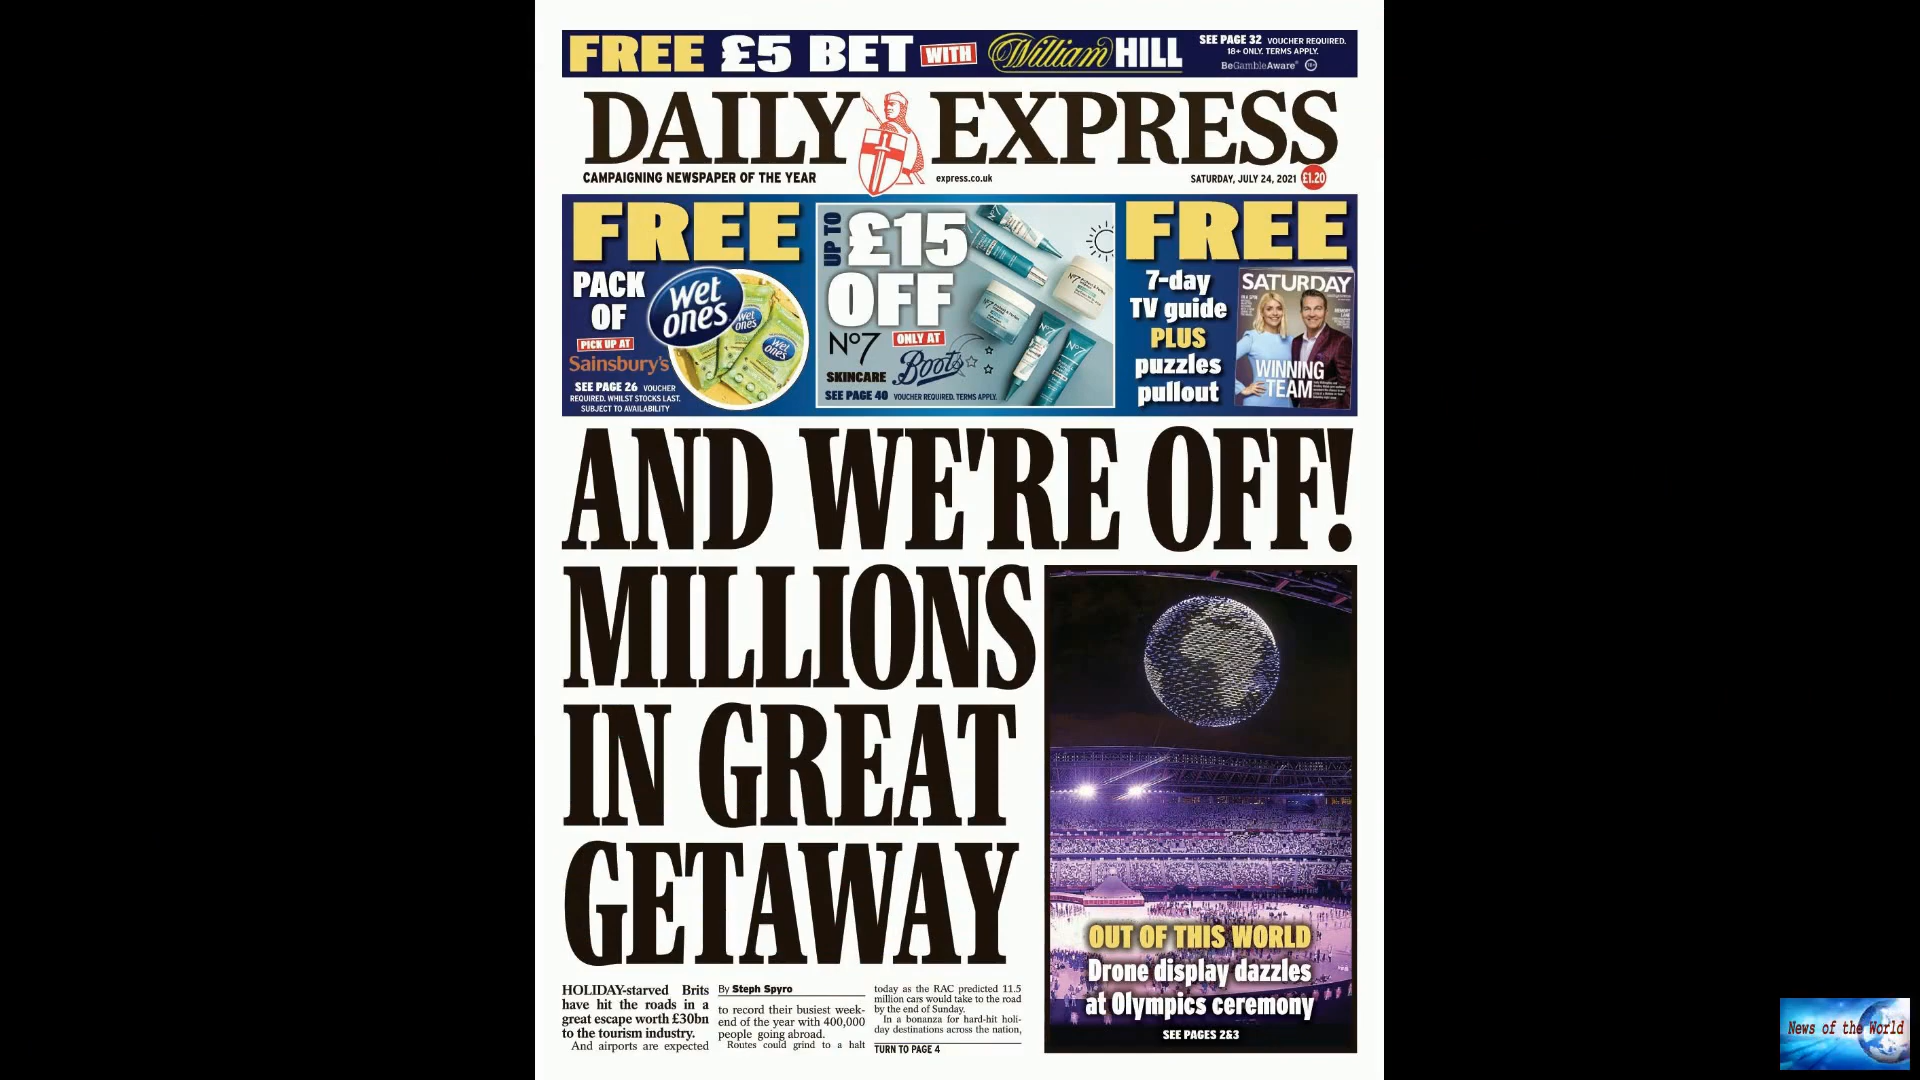 FREE £5 BET WITH William HILL
SEE PAGE 32 VOUCHER REQUIRED.
18+ ONLY. TERMS APPLY.
BeGambleAware® 18+
DAILY EXPRESS
CAMPAIGNING NEWSPAPER OF THE YEAR
express.co.uk
SATURDAY, JULY 24, 2021 £1.20
FREE
PACK
OF
PICK UP AT
Sainsbury's
SEE PAGE 26 VOUCHER
REQUIRED. WHILST STOCKS LAST.
SUBJECT TO AVAILABILITY
Wet
ones
Wet
ones
Wet
ones
UP TO
£15
OFF
Nº7
SKINCARE
ONLY AT
Boots
SEE PAGE 40 VOUCHER REQUIRED. TERMS APPLY.
Nº7
Nº7
Nº7
FREE
7-day
TV guide
PLUS
puzzles
pullout
SATURDAY
WINNING
TEAM
AND WE'RE OFF!
MILLIONS
IN GREAT
GETAWAY
HOLIDAY-starved Brits
have hit the roads in a
great escape worth £30bn
to the tourism industry.
And airports are expected
By Steph Spyro
to record their busiest week-
end of the year with 400,000
people going abroad.
Routes could grind to a halt
today as the RAC predicted 11.5
million cars would take to the road
by the end of Sunday.
In a bonanza for hard-hit holi-
day destinations across the nation,
TURN TO PAGE 4
OUT OF THIS WORLD
Drone display dazzles
at Olympics ceremony
SEE PAGES 2&3
News of the World